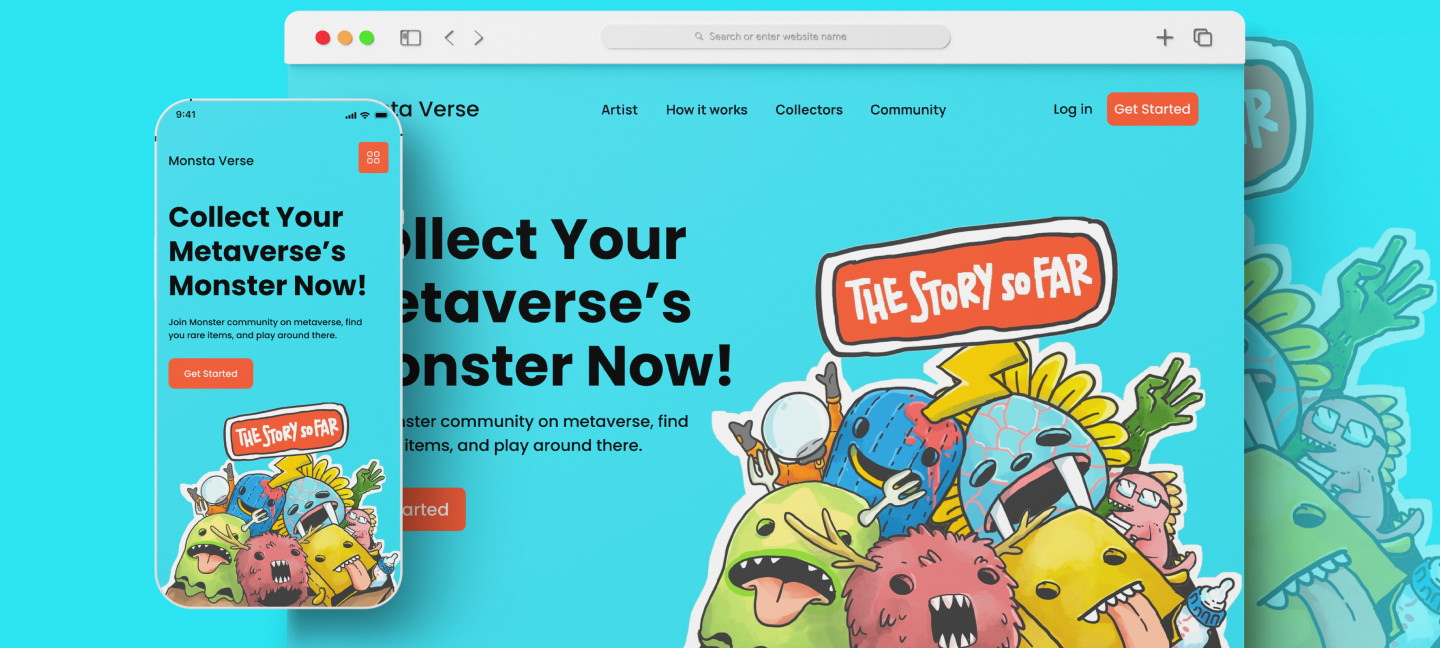 Search or enter website name
ta Verse
Artist
How it works
Collectors
Community
Log in
Get Started
ollect Your
etaverse's
onster Now!
nster community on metaverse, find
items, and play around there.
arted
THE STORY SO FAR
9:41
Monsta Verse
Collect Your
Metaverse's
Monster Now!
Join Monster community on metaverse, find
you rare items, and play around there.
Get Started
THE STORY SO FAR
AR